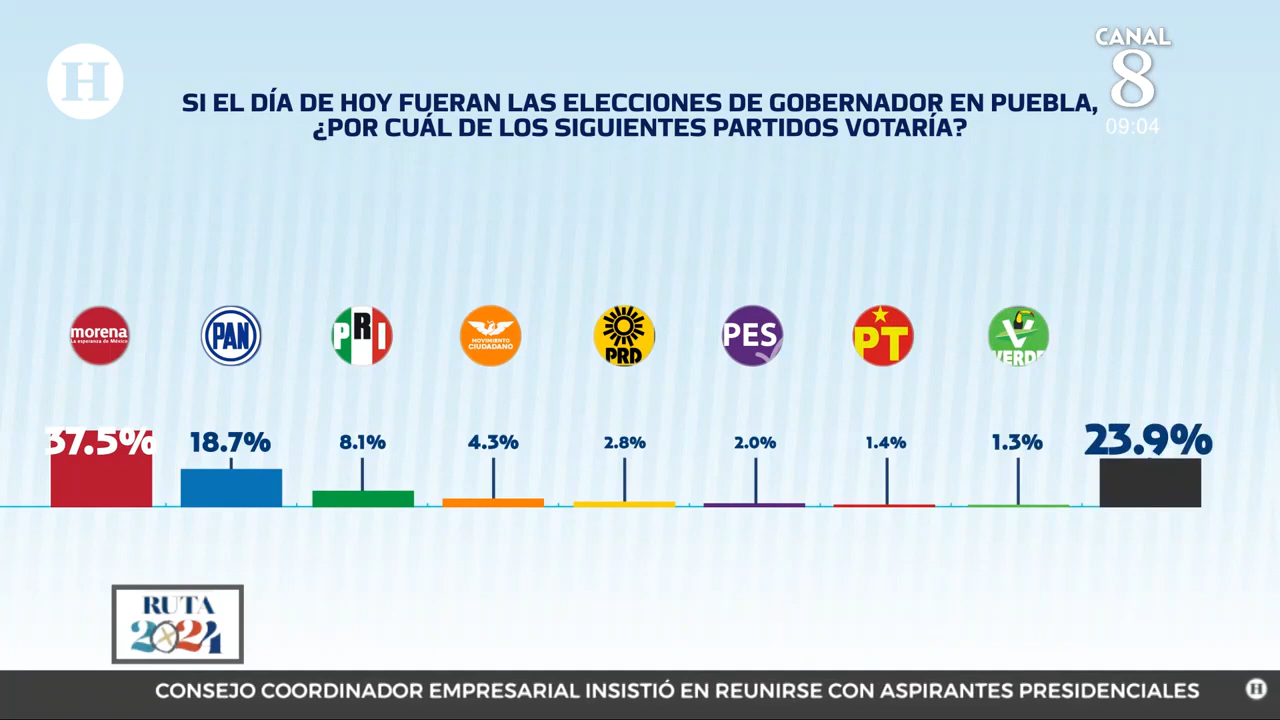 CANAL
8
09:04
H
SI EL DÍA DE HOY FUERAN LAS ELECCIONES DE GOBERNADOR EN PUEBLA,
¿POR CUÁL DE LOS SIGUIENTES PARTIDOS VOTARÍA?
morena
La esperanza de México
PAN
PRI
MOVIMIENTO
CIUDADANO
PRD
PES
PT
VERDE
37.5%
18.7%
8.1%
4.3%
2.8%
2.0%
1.4%
1.3%
23.9%
RUTA
2024
CONSEJO COORDINADOR EMPRESARIAL INSISTIÓ EN REUNIRSE CON ASPIRANTES PRESIDENCIALES
H